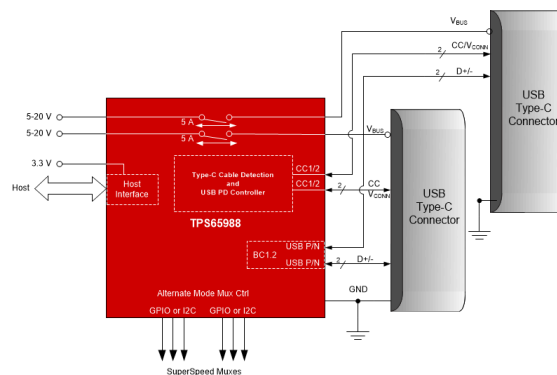 VBUS
CC/VCONN
2
D+/-
2
USB
Type-C
Connector
5-20 V
5 A
5-20 V
5 A
VBUS
3.3 V
Type-C Cable Detection
and
USB PD Controller
CC1/2
CC1/2
2
CC
VCONN
USB
Type-C
Connector
Host
Host
Interface
TPS65988
BC1.2
USB P/N
USB P/N
2
D+/-
GND
Alternate Mode Mux Ctrl
GPIO or I2C
GPIO or I2C
SuperSpeed Muxes